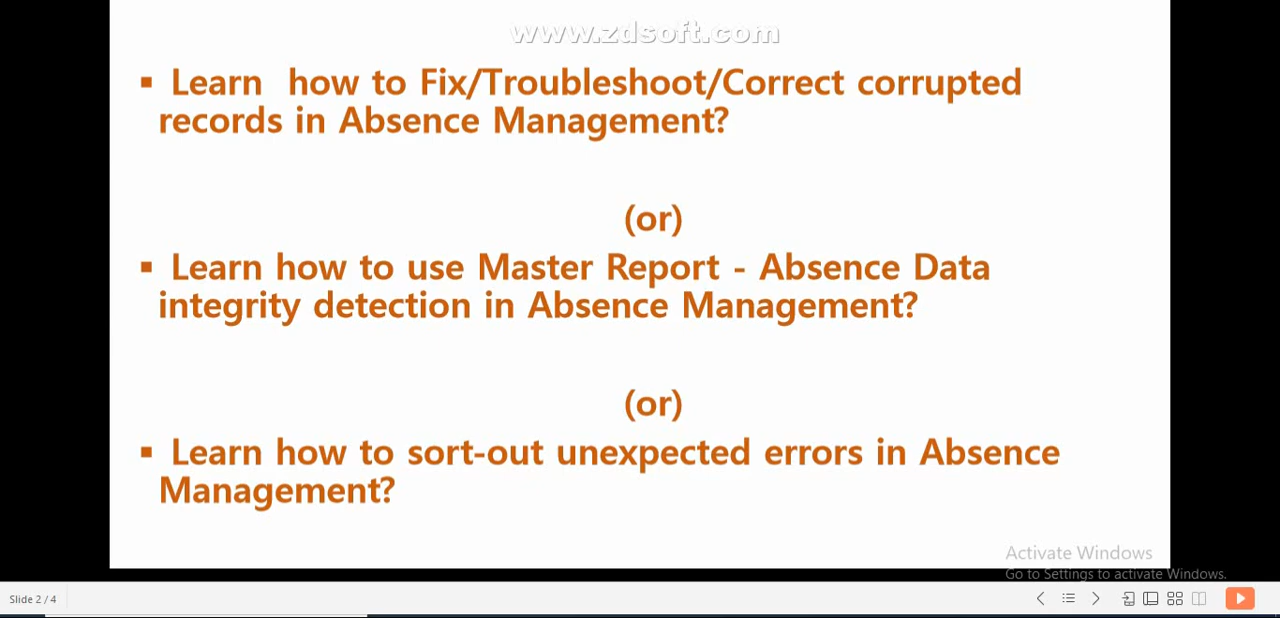 www.zdsoft.com
▪ Learn how to Fix/Troubleshoot/Correct corrupted
records in Absence Management?
(or)
▪ Learn how to use Master Report - Absence Data
integrity detection in Absence Management?
(or)
▪ Learn how to sort-out unexpected errors in Absence
Management?
Activate Windows
Go to Settings to activate Windows.
Slide 2 / 4